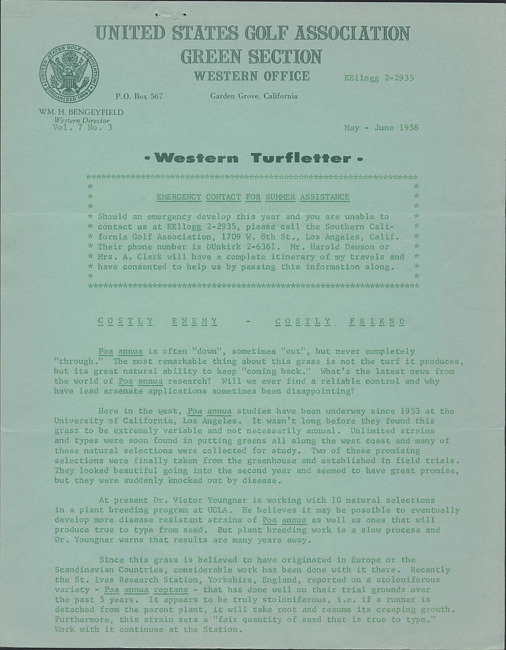 UNITED STATES GOLF ASSOCIATION
GREEN SECTION
WESTERN OFFICE
KEllogg 2-2935
P.O. Box 567
Garden Grove, California
WM. H. BENGEYFIELD
Western Director
Vol. 7 No. 3
May - June 1958
• Western Turfletter •
EMERGENCY CONTACT FOR SUMMER ASSISTANCE
* Should an emergency develop this year and you are unable to *
* contact us at KEllogg 2-2935, please call the Southern Cali- *
* fornia Golf Association, 1709 W. 8th St., Los Angeles, Calif. *
* Their phone number is DUnkirk 2-6361. Mr. Harold Dawson or *
* Mrs. A. Clark will have a complete itinerary of my travels and *
* have consented to help us by passing this information along. *
COSTLY ENEMY - COSTLY FRIEND
Poa annua is often "down", sometimes "out", but never completely
"through." The most remarkable thing about this grass is not the turf it produces,
but its great natural ability to keep "coming back." What's the latest news from
the world of Poa annua research? Will we ever find a reliable control and why
have lead arsenate applications sometimes been disappointing?
Here in the west, Poa annua studies have been underway since 1953 at the
University of California, Los Angeles. It wasn't long before they found this
grass to be extremely variable and not necessarily annual. Unlimited strains
and types were soon found in putting greens all along the west coast and many of
these natural selections were collected for study. Two of these promising
selections were finally taken from the greenhouse and established in field trials.
They looked beautiful going into the second year and seemed to have great promise,
but they were suddenly knocked out by disease.
At present Dr. Victor Youngner is working with 10 natural selections
in a plant breeding program at UCLA. He believes it may be possible to eventually
develop more disease resistant strains of Poa annua as well as ones that will
produce true to type from seed. But plant breeding work is a slow process and
Dr. Youngner warns that results are many years away.
Since this grass is believed to have originated in Europe or the
Scandinavian Countries, considerable work has been done with it there. Recently
the St. Ives Research Station, Yorkshire, England, reported on a stoloniferous
variety - Poa annua reptans - that has done well on their trial grounds over
the past 5 years. It appears to be truly stoloniferous, i.e. if a runner is
detached from the parent plant, it will take root and resume its creeping growth.
Furthermore, this strain sets a "fair quantity of seed that is true to type."
Work with it continues at the Station.